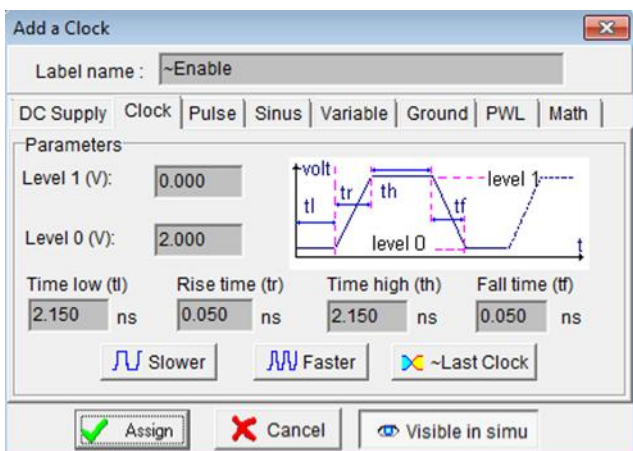 Add a Clock
Label name : ~Enable
DC Supply Clock Pulse Sinus Variable Ground PWL Math
Parameters
Level 1 (V): 0.000
Level 0 (V): 2.000
volt
tl tr th tf
level 1
level 0
t
Time low (tl) Rise time (tr) Time high (th) Fall time (tf)
2.150 ns 0.050 ns 2.150 ns 0.050 ns
Slower Faster ~Last Clock
Assign Cancel Visible in simu